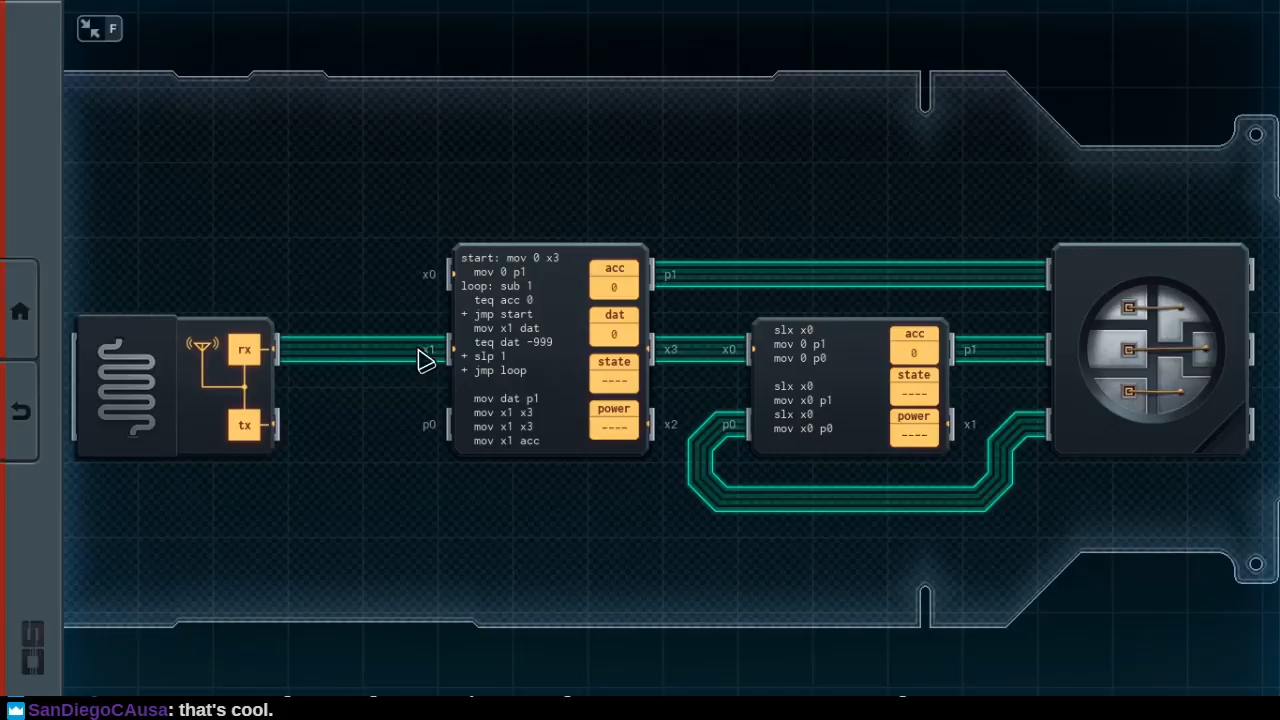 F
x0
start: mov 0 x3
mov 0 p1
loop: sub 1
teq acc 0
+ jmp start
mov x1 dat
teq dat -999
+ slp 1
+ jmp loop
mov dat p1
mov x1 x3
mov x1 x3
mov x1 acc
acc
0
dat
0
state
----
power
----
p1
rx
tx
x1
p0
x3
x2
x0
p0
slx x0
mov 0 p1
mov 0 p0
slx x0
mov x0 p1
slx x0
mov x0 p0
acc
0
state
----
power
----
p1
x1
SanDiegoCAusa: that's cool.